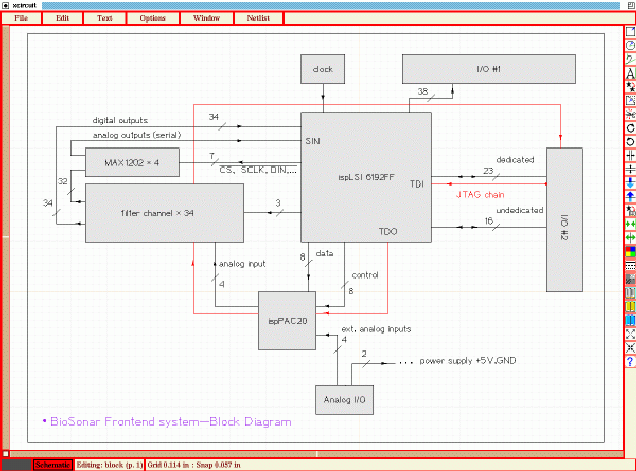 xcircuit
File Edit Text Options Window Netlist
clock
I/O #1
38
digital outputs
34
analog outputs (serial)
SINI
MAX 1202 × 4
7
CS, SCLK, DIN,...
ispLSI 6192FF
dedicated
23
TDI
JTAG chain
32
34
filter channel × 34
3
undedicated
16
I/O #2
TDO
data
8
analog input
4
control
8
ispPAC20
ext. analog inputs
4
2
... power supply +5V, GND
Analog I/O
• BioSonar Frontend system—Block Diagram
Schematic Editing: block (p. 1) Grid 0.114 in : Snap 0.057 in
A
?